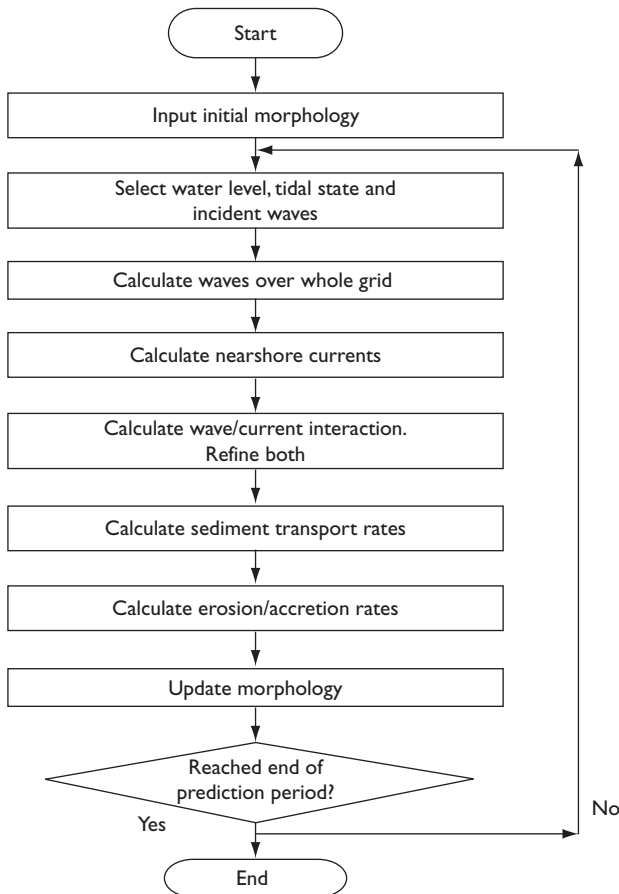 Start
Input initial morphology
Select water level, tidal state and
incident waves
Calculate waves over whole grid
Calculate nearshore currents
Calculate wave/current interaction.
Refine both
Calculate sediment transport rates
Calculate erosion/accretion rates
Update morphology
Reached end of
prediction period?
No
Yes
End